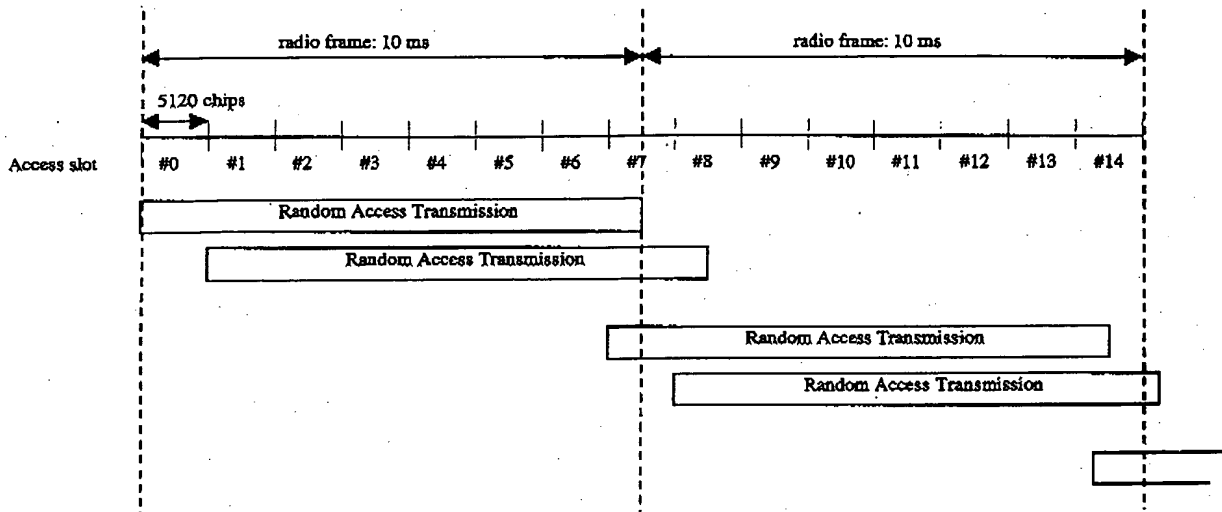 radio frame: 10 ms radio frame: 10 ms
5120 chips
Access slot #0 #1 #2 #3 #4 #5 #6 #7 #8 #9 #10 #11 #12 #13 #14
Random Access Transmission
Random Access Transmission
Random Access Transmission
Random Access Transmission